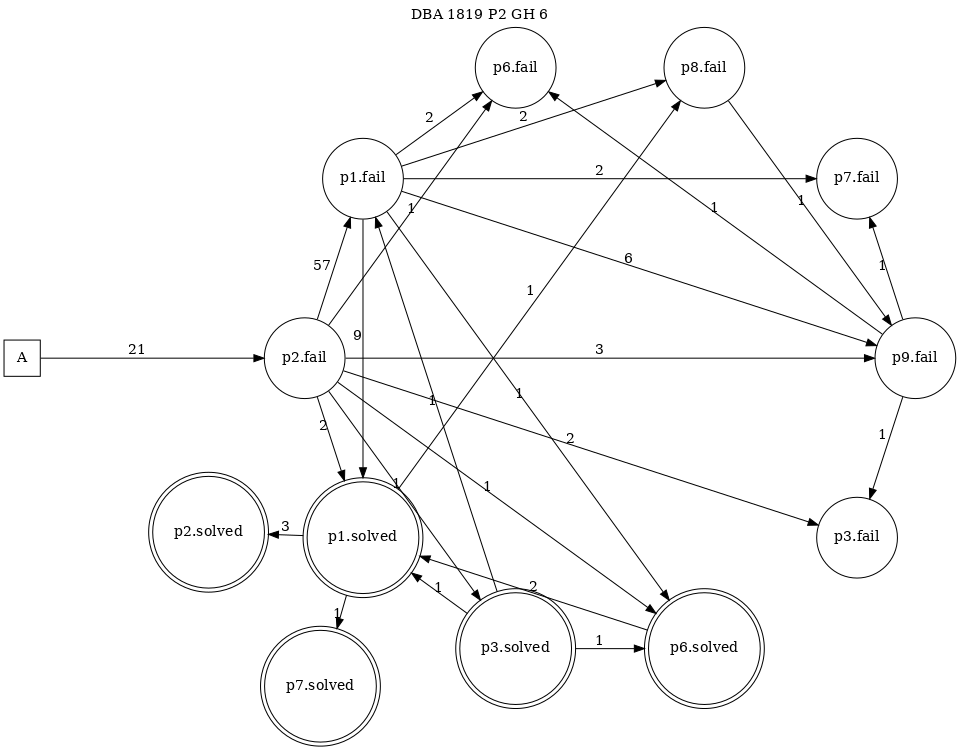 DBA 1819 P2 GH 6
p6.fail
p8.fail
2
2
p1.fail
2
p7.fail
1
1
1
6
57
1
1
9
A
21
p2.fail
3
p9.fail
1
1
2
2
1
1
1
p2.solved
3
p1.solved
p3.fail
1
2
1
p3.solved
1
p6.solved
p7.solved